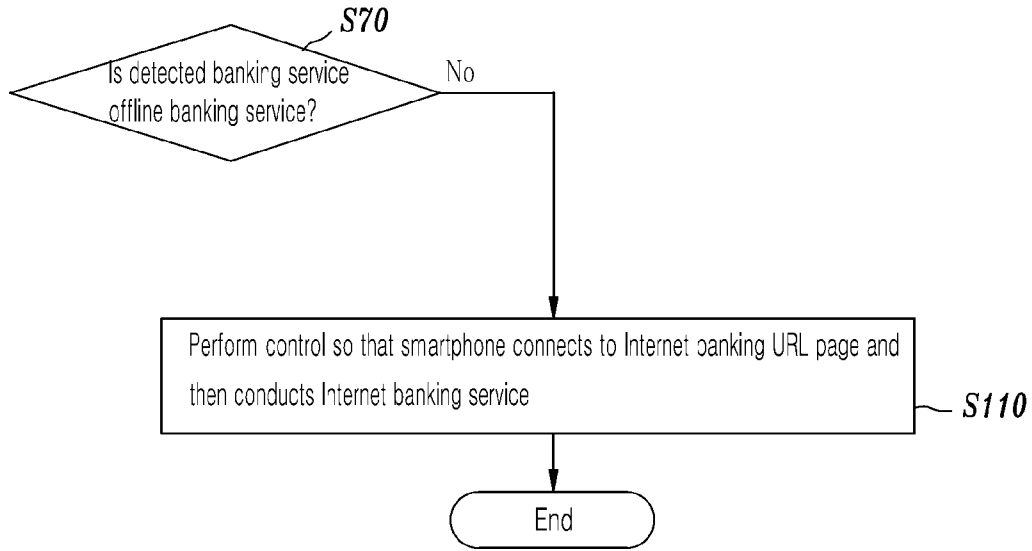 S70
Is detected banking service
offline banking service?
No
Perform control so that smartphone connects to Internet banking URL page and
then conducts Internet banking service
S110
End